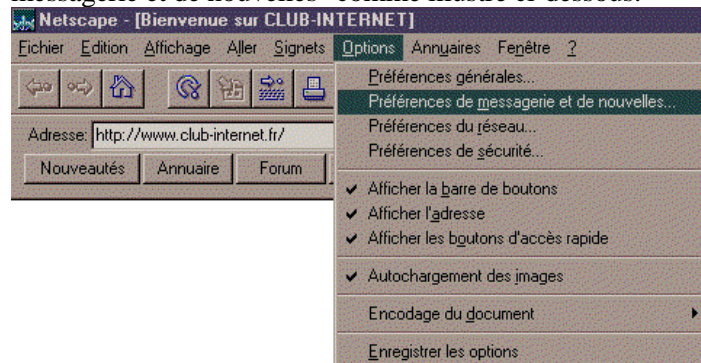 messagerie et de nouvelles" comme illustré ci-dessous:
Netscape - [Bienvenue sur CLUB-INTERNET]
Fichier Edition Affichage Aller Signets Options Annuaires Fenêtre ?
Préférences générales...
Préférences de messagerie et de nouvelles...
Préférences du réseau...
Préférences de sécurité...
Adresse: http://www.club-internet.fr/
Nouveautés Annuaire Forum
Afficher la barre de boutons
Afficher l'adresse
Afficher les boutons d'accès rapide
Autochargement des images
Encodage du document
Enregistrer les options